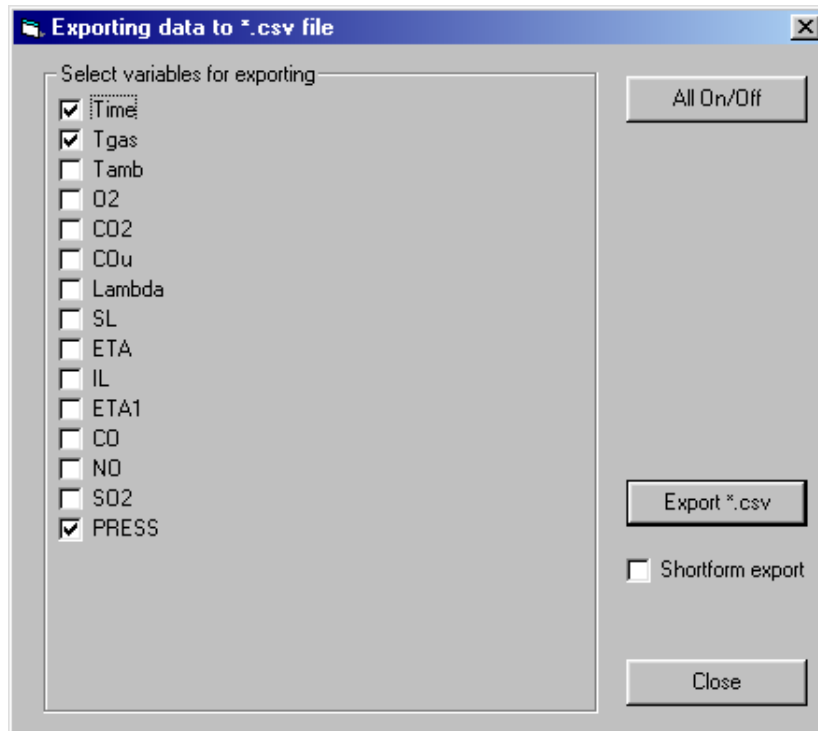 Exporting data to *.csv file
Select variables for exporting
Time
Tgas
Tamb
O2
CO2
COu
Lambda
SL
ETA
IL
ETA1
CO
NO
SO2
PRESS
All On/Off
Export *.csv
Shortform export
Close